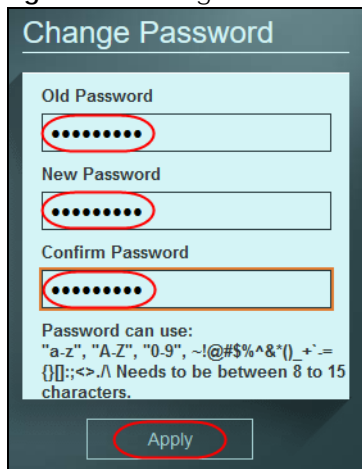 Change Password
Old Password
•••••••••
New Password
•••••••••
Confirm Password
•••••••••
Password can use:
"a-z", "A-Z", "0-9", ~!@#$%^&*()_+`-=
{}[]:;<>./\ Needs to be between 8 to 15
characters.
Apply